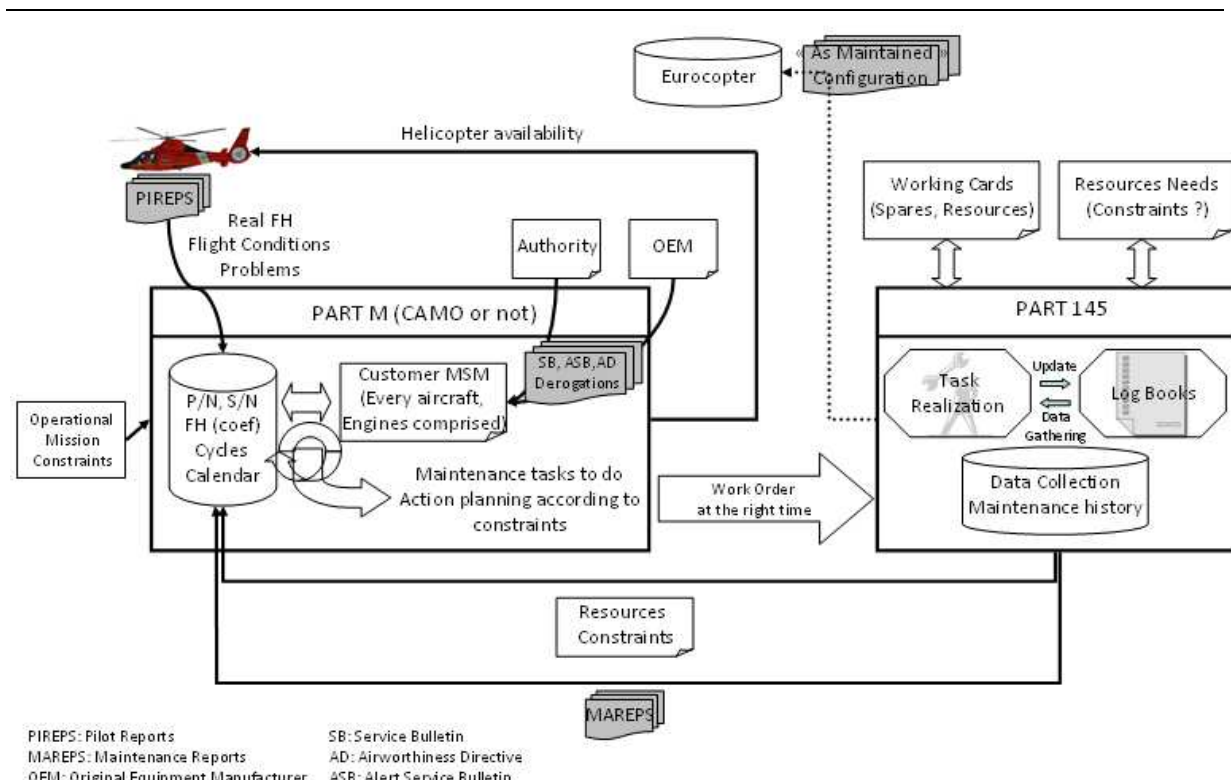 « As Maintained »
Configuration
Eurocopter
Helicopter availability
PIREPS
Real FH
Flight Conditions
Problems
Authority
OEM
Working Cards
(Spares, Resources)
Resources Needs
(Constraints ?)
PART M (CAMO or not)
PART 145
SB, ASB,AD
Derogations
Customer MSM
(Every aircraft,
Engines comprised)
P/N, S/N
FH (coef)
Cycles
Calendar
Operational
Mission
Constraints
Maintenance tasks to do
Action planning according to
constraints
Work Order
at the right time
Task
Realization
Update
Data
Gathering
Log Books
Data Collection
Maintenance history
Resources
Constraints
MAREPS
PIREPS: Pilot Reports
MAREPS: Maintenance Reports
OEM: Original Equipment Manufacturer
SB: Service Bulletin
AD: Airworthiness Directive
ASB: Alert Service Bulletin